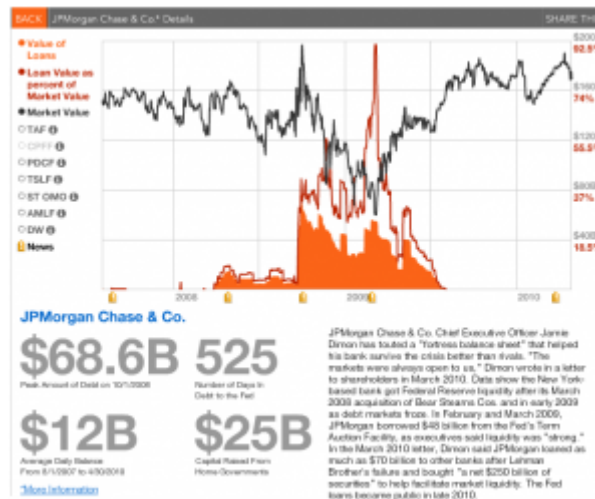 BACK JPMorgan Chase & Co.* Details SHARE THI
Value of
Loans
Loan Value as
percent of
Market Value
Market Value
TAF
CPFF
PDCF
TSLF
ST OMO
AMLF
DW
News
$200
92.5%
$160
74%
$120
55.5%
$80B
37%
$40B
18.5%
2008 2009 2010
JPMorgan Chase & Co.
$68.6B 525
Peak Amount of Debt on 10/1/2008
Number of Days In
Debt to the Fed
$12B $25B
Average Daily Balance
From 8/1/2007 to 4/30/2010
Capital Raised From
Home Governments
*More Information
JPMorgan Chase & Co. Chief Executive Officer Jamie
Dimon has touted a "fortress balance sheet" that helped
his bank survive the crisis better than rivals. "The
markets were always open to us," Dimon wrote in a letter
to shareholders in March 2010. Data show the New York-
based bank got Federal Reserve liquidity after its March
2008 acquisition of Bear Stearns Cos. and in early 2009
as debt markets froze. In February and March 2009,
JPMorgan borrowed $48 billion from the Fed's Term
Auction Facility, as executives said liquidity was "strong."
In the March 2010 letter, Dimon said JPMorgan loaned as
much as $70 billion to other banks after Lehman
Brother's failure and bought "a net $250 billion of
securities" to help facilitate market liquidity. The Fed
loans became public in late 2010.